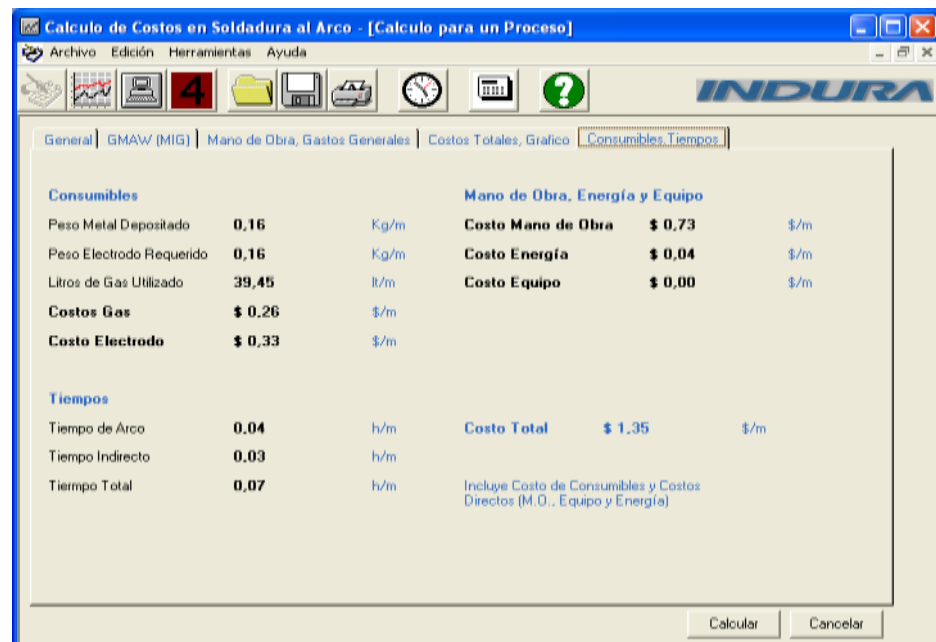 Calculo de Costos en Soldadura al Arco - [Calculo para un Proceso]
Archivo Edición Herramientas Ayuda
4 ? INDURA
General GMAW (MIG) Mano de Obra, Gastos Generales Costos Totales, Grafico Consumibles,Tiempos
Consumibles
Peso Metal Depositado 0,16 Kg/m
Peso Electrodo Requerido 0,16 Kg/m
Litros de Gas Utilizado 39,45 lt/m
Costos Gas $ 0,26 $/m
Costo Electrodo $ 0,33 $/m
Mano de Obra, Energía y Equipo
Costo Mano de Obra $ 0,73 $/m
Costo Energía $ 0,04 $/m
Costo Equipo $ 0,00 $/m
Tiempos
Tiempo de Arco 0,04 h/m
Tiempo Indirecto 0,03 h/m
Tiermpo Total 0,07 h/m
Costo Total $ 1,35 $/m
Incluye Costo de Consumibles y Costos
Directos (M.O., Equipo y Energía)
Calcular Cancelar